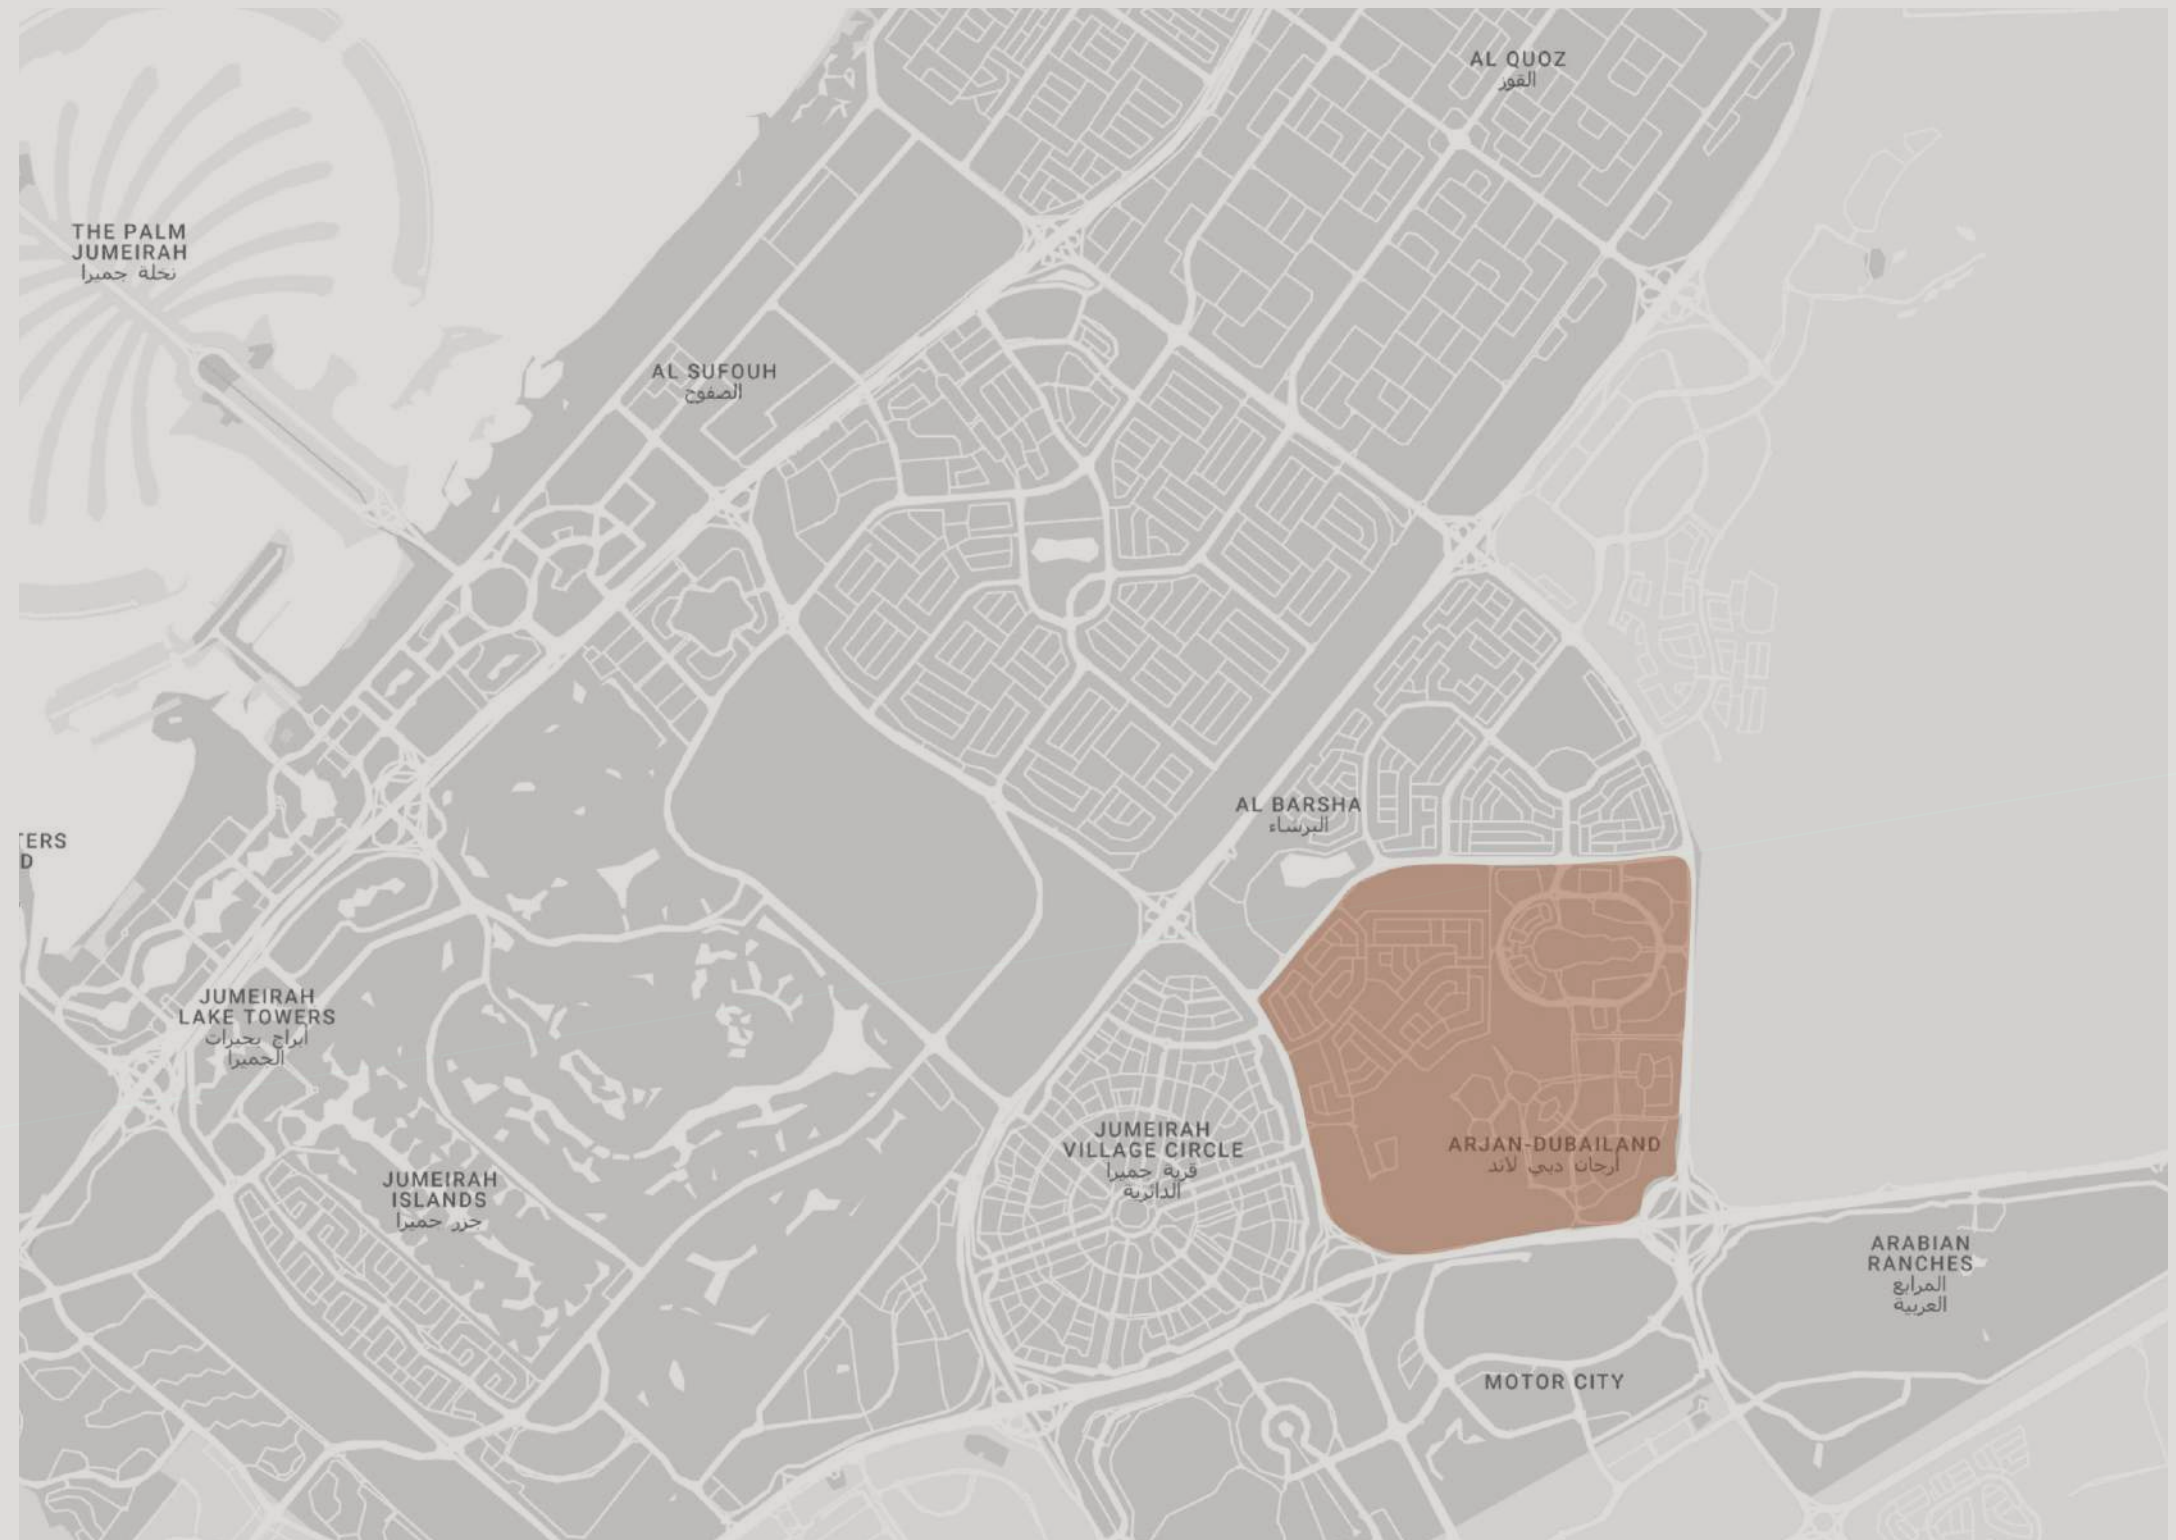 AL QUOZ
القوز
THE PALM
JUMEIRAH
نخلة جميرا
AL SUFOUH
الصفوح
AL BARSHA
البرشاء
TERS
D
JUMEIRAH
LAKE TOWERS
أبراج بحيرات
الجميرا
JUMEIRAH
VILLAGE CIRCLE
قرية جميرا
الدائرية
ARJAN-DUBAILAND
أرجان دبي لاند
JUMEIRAH
ISLANDS
جزر جميرا
ARABIAN
RANCHES
المرابع
العربية
MOTOR CITY